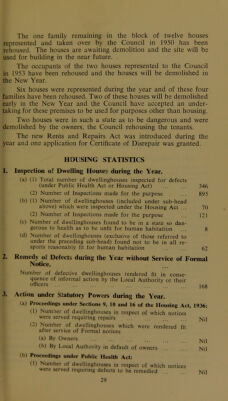 The one family remaining in the block of twelve houses
represented and taken over by the Council in 1950 has been
rehoused. The houses are awaiting demolition and the site will be
used for building in the near future.
The occupants of the two houses represented to the Council
in 1953 have been rehoused and the houses will be demolished in
the New Year.
Six houses were represented during the year and of these four
families have been rehoused. Two of these houses will be demolished
early in the New Year and the Council have accepted an under-
taking for these premises to be used for purposes other than housing.
Two houses were in such a state as to be dangerous and were
demolished by the owners, the Council rehousing the tenants.
The new Rents and Repairs Act was introduced during the
year and one application for Certificate of Disrepair was granted.
HOUSING STATISTICS
1. Inspection of Dwelling Houses during the Year.
(a) (1) Total number of dwellinghouses inspected for defects
(under Public Health Act or Housing Act) ... 346
(2) Number of Inspections made for the purpose ... 895
(b) (1) Number of dwellinghouses (included under sub-head
above) which were inspected under the Housing Act ... 70
(2) Number of Inspections made for the purpose ... 121
(c) Number of dwellinghouses found to be in a state so dan-
gerous to health as to be unfit for human habitation ... 8
(d) Number of dwellinghouses (exclusive of those referred to
under the preceding sub-head) found not to be in all re-
spects reasonably fit for human habitation ... 62
2. Remedy of Defects during the Year without Service of Formal
Notice.
Number of defective dwellinghouses rendered fit in conse-
quence of informal action by the Local Authority or their
officers ... 168
3. Action under Statutory Powers during the Year.
(a) Proceedings under Sections 9, 10 and 16 of the Housing Act, 1936:
(1) Number of dwellinghouses in respect of which notices
were served requiring repairs ... Nil
(2) Number of dwellinghouses which were rendered fit
after service of Formal notices
(a) By Owners ... Nil
(b) By Local Authority in default of owners ... Nil
(b) Proceedings under Public Health Act:
(1) Number of dwellinghouses in respect of which notices
were served requiring defects to be remedied ... Nil
29